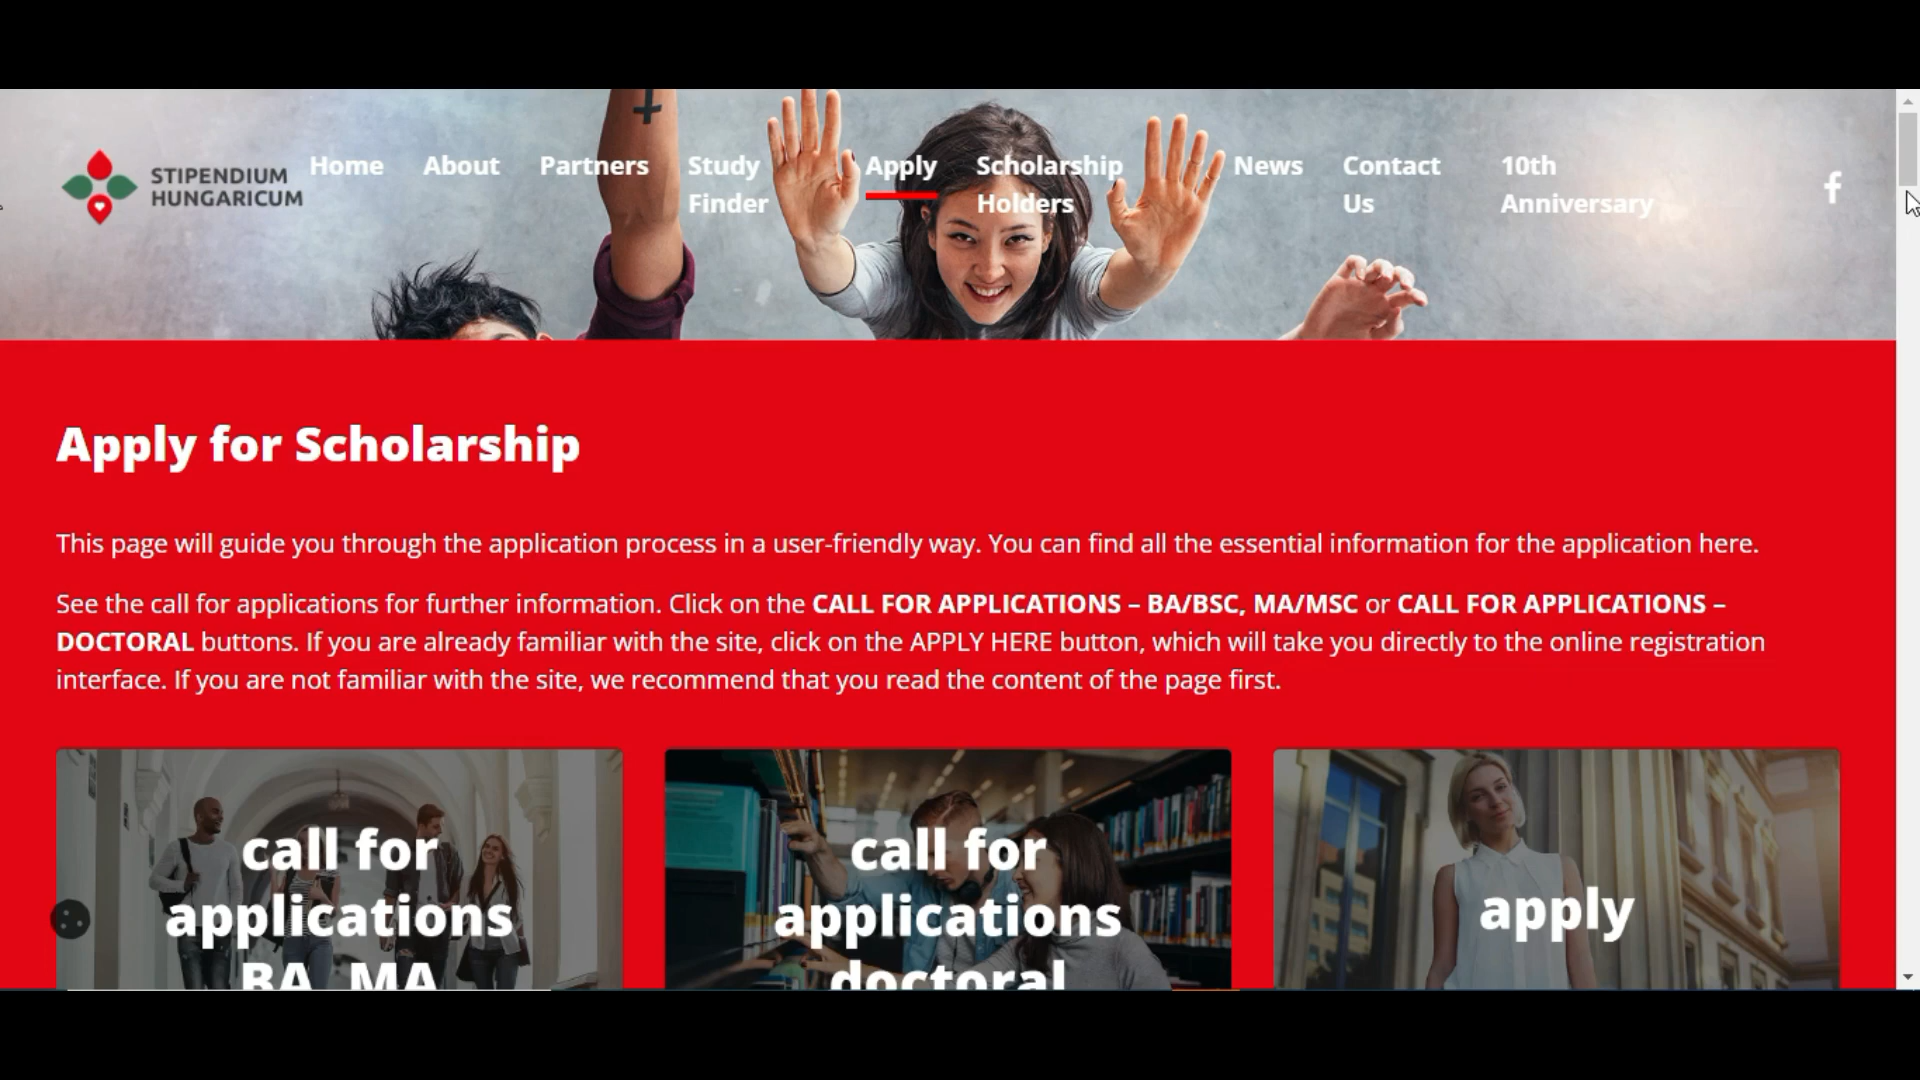 STIPENDIUM
HUNGARICUM
Home About Partners Study Finder Apply Scholarship Holders News Contact Us 10th Anniversary
Apply for Scholarship
This page will guide you through the application process in a user-friendly way. You can find all the essential information for the application here.
See the call for applications for further information. Click on the CALL FOR APPLICATIONS – BA/BSC, MA/MSC or CALL FOR APPLICATIONS –
DOCTORAL buttons. If you are already familiar with the site, click on the APPLY HERE button, which will take you directly to the online registration
interface. If you are not familiar with the site, we recommend that you read the content of the page first.
call for
applications
BA, MA
call for
applications
doctoral
apply